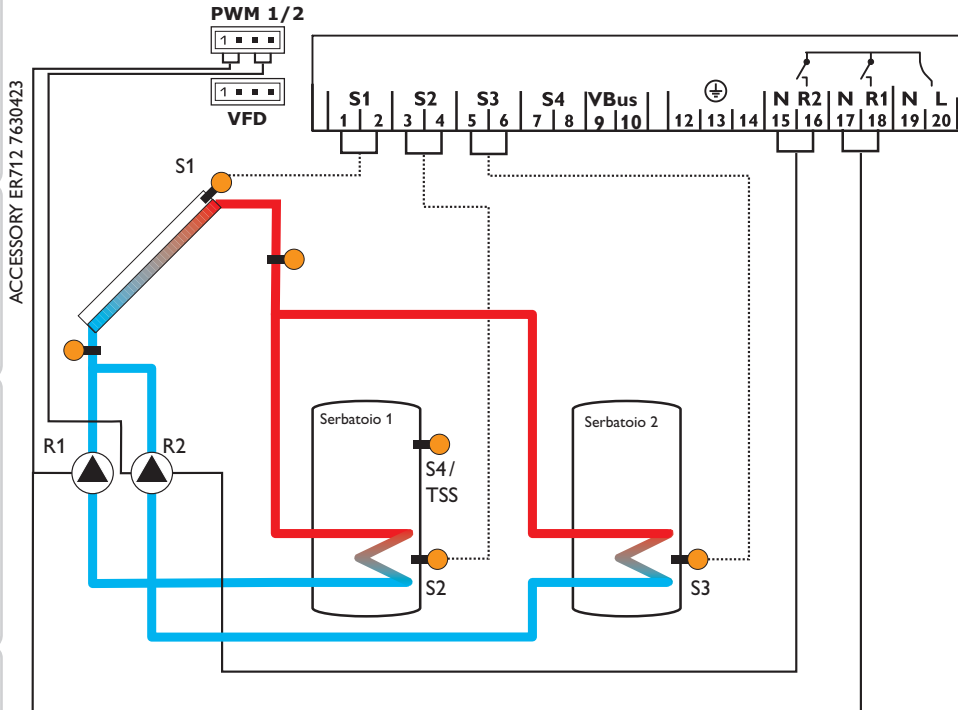 PWM 1/2
1
1
VFD
ACCESSORY ER712 7630423
S1 S2 S3 S4 VBus N R2 N R1 N L
1 2 3 4 5 6 7 8 9 10 12 13 14 15 16 17 18 19 20
S1
Serbatoio 1
Serbatoio 2
R1
R2
S4/
TSS
S2
S3